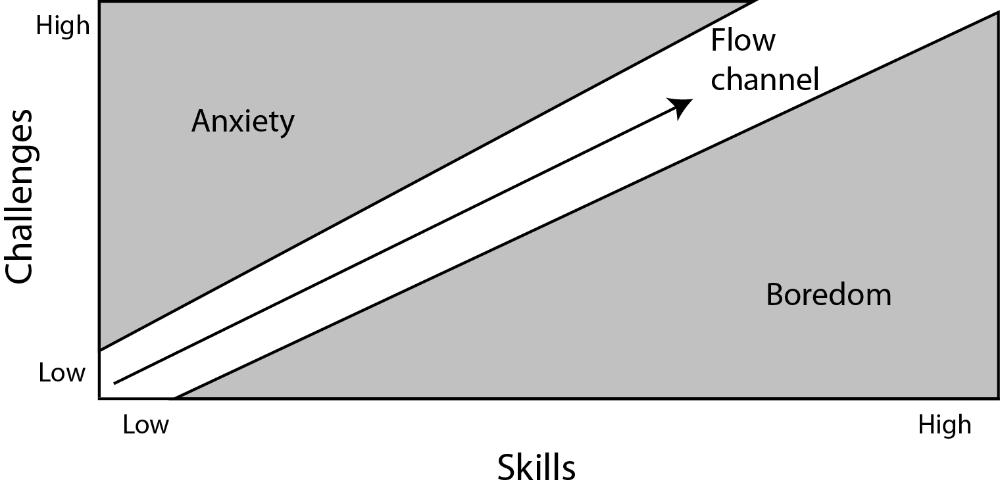 High
Flow
channel
Anxiety
Challenges
Boredom
Low
Low
High
Skills